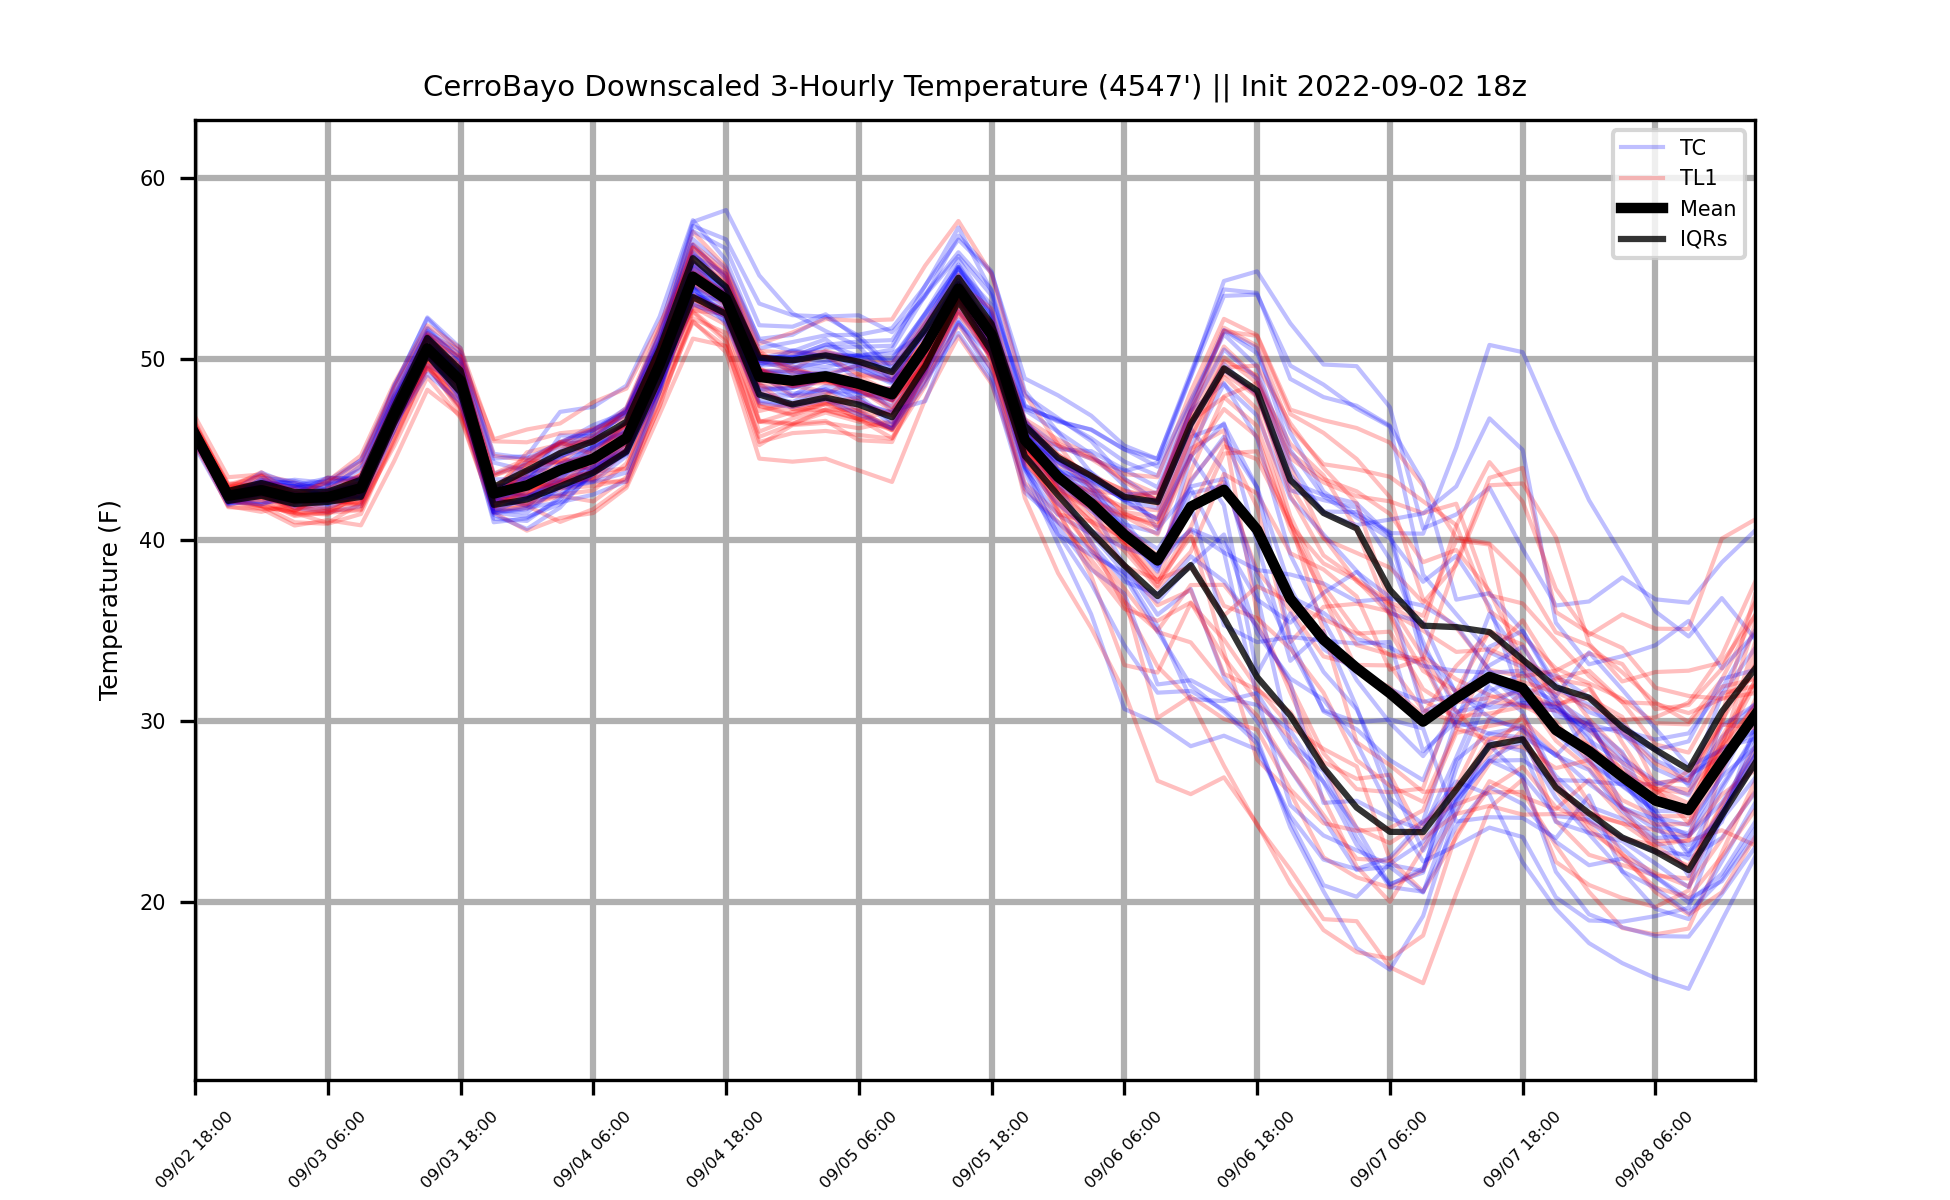 CerroBayo Downscaled 3-Hourly Temperature (4547') || Init 2022-09-02 18z
TC
TL1
Mean
IQRs
Temperature (F)
60
50
40
30
20
09/02 18:00
09/03 06:00
09/03 18:00
09/04 06:00
09/04 18:00
09/05 06:00
09/05 18:00
09/06 06:00
09/06 18:00
09/07 06:00
09/07 18:00
09/08 06:00